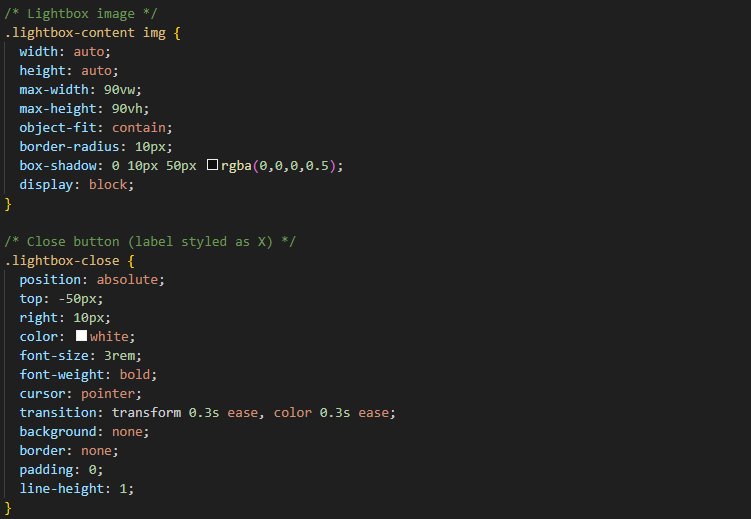 /* Lightbox image */
.lightbox-content img {
  width: auto;
  height: auto;
  max-width: 90vw;
  max-height: 90vh;
  object-fit: contain;
  border-radius: 10px;
  box-shadow: 0 10px 50px rgba(0,0,0,0.5);
  display: block;
}

/* Close button (label styled as X) */
.lightbox-close {
  position: absolute;
  top: -50px;
  right: 10px;
  color: white;
  font-size: 3rem;
  font-weight: bold;
  cursor: pointer;
  transition: transform 0.3s ease, color 0.3s ease;
  background: none;
  border: none;
  padding: 0;
  line-height: 1;
}